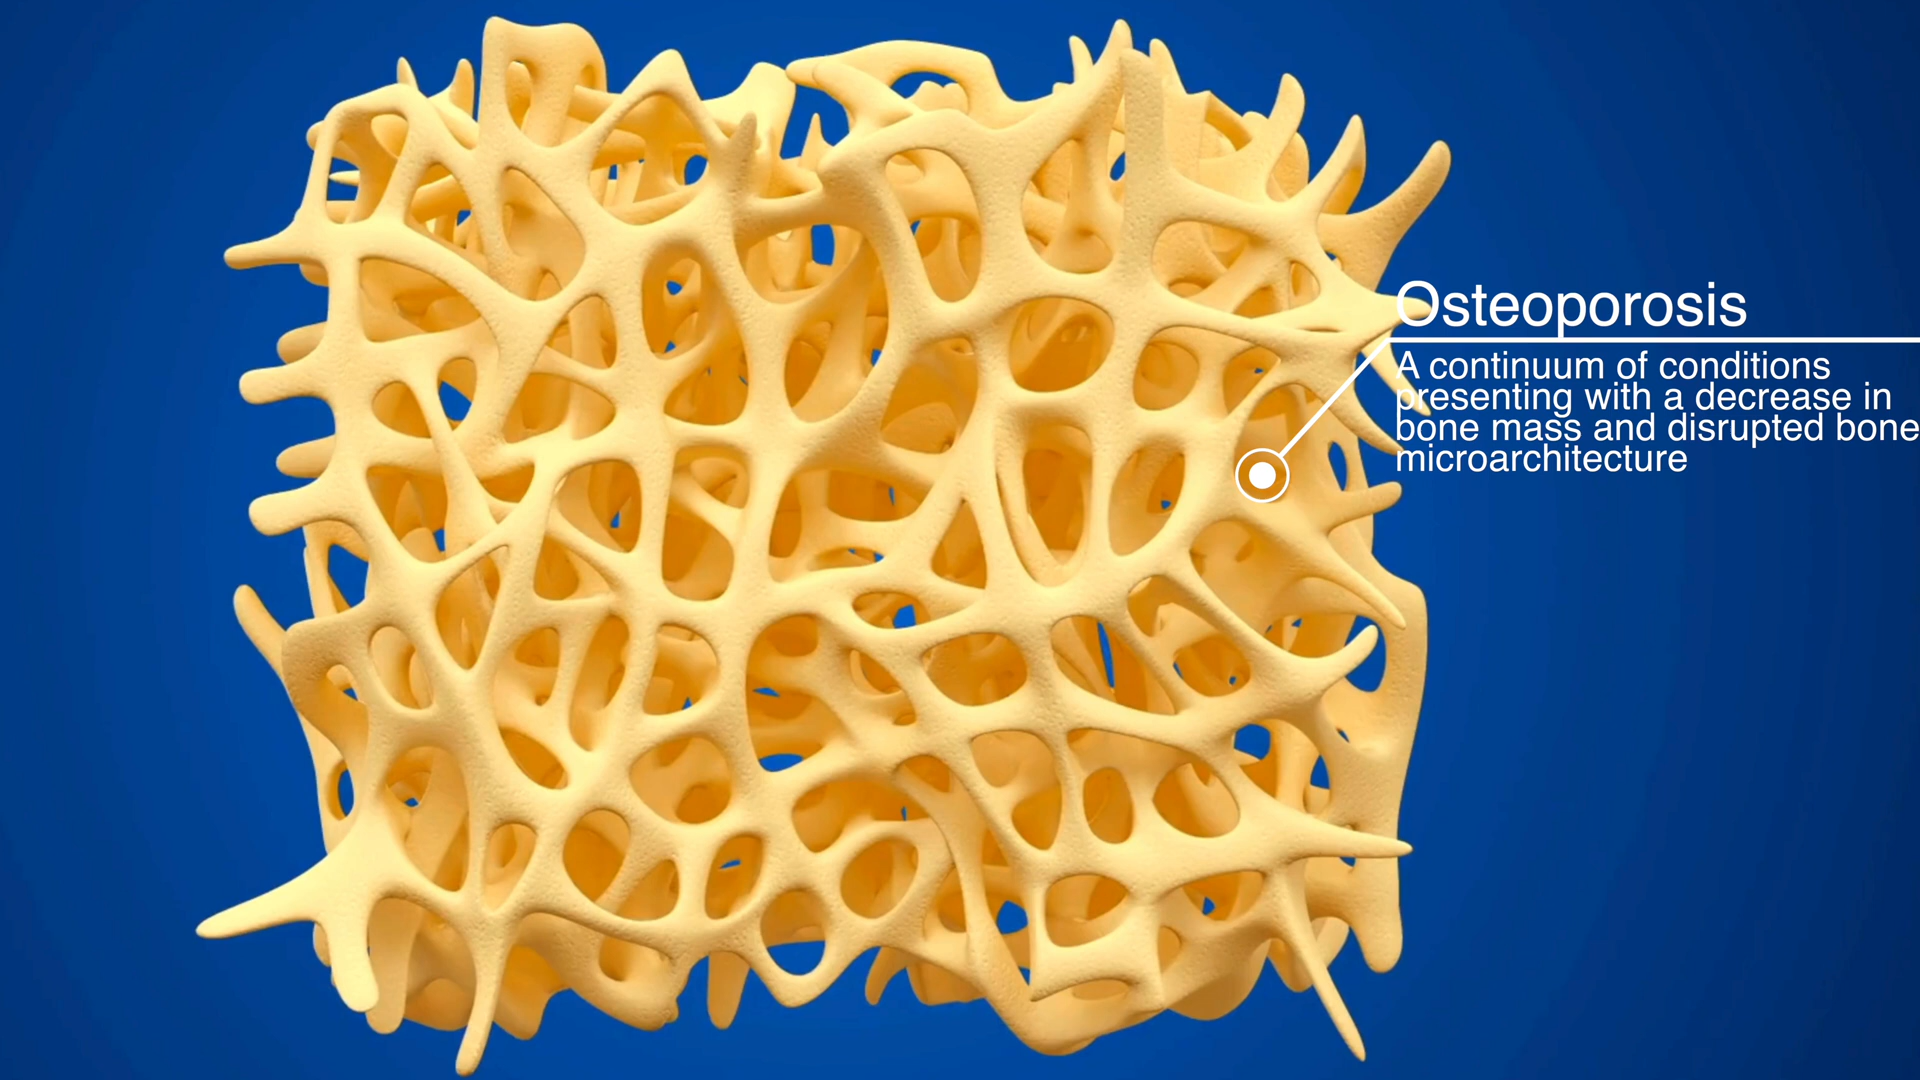 Osteoporosis
A continuum of conditions
presenting with a decrease in
bone mass and disrupted bone
microarchitecture